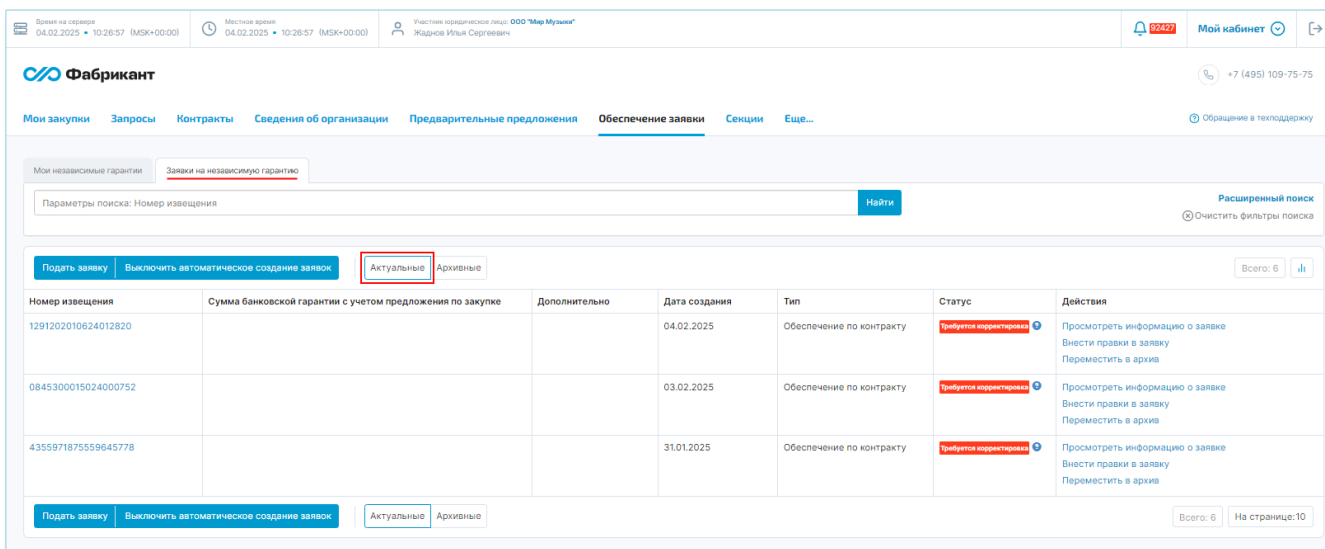 Время на сервере
04.02.2025 • 10:26:57 (MSK+00:00)
Местное время
04.02.2025 • 10:26:57 (MSK+00:00)
Участник юридическое лицо: ООО "Мир Музыки"
Жаднов Илья Сергеевич
92427
Мой кабинет
Фабрикант
+7 (495) 109-75-75
Мои закупки Запросы Контракты Сведения об организации Предварительные предложения Обеспечение заявки Секции Еще...
Обращение в техподдержку
Мои независимые гарантии Заявки на независимую гарантию
Параметры поиска: Номер извещения Найти
Расширенный поиск
Очистить фильтры поиска
Подать заявку Выключить автоматическое создание заявок Актуальные Архивные Всего: 6
Номер извещения Сумма банковской гарантии с учетом предложения по закупке Дополнительно Дата создания Тип Статус Действия
1291202010624012820 04.02.2025 Обеспечение по контракту Требуется корректировка ? Просмотреть информацию о заявке
Внести правки в заявку
Переместить в архив
0845300015024000752 03.02.2025 Обеспечение по контракту Требуется корректировка ? Просмотреть информацию о заявке
Внести правки в заявку
Переместить в архив
4355971875559645778 31.01.2025 Обеспечение по контракту Требуется корректировка ? Просмотреть информацию о заявке
Внести правки в заявку
Переместить в архив
Подать заявку Выключить автоматическое создание заявок Актуальные Архивные Всего: 6 На странице:10